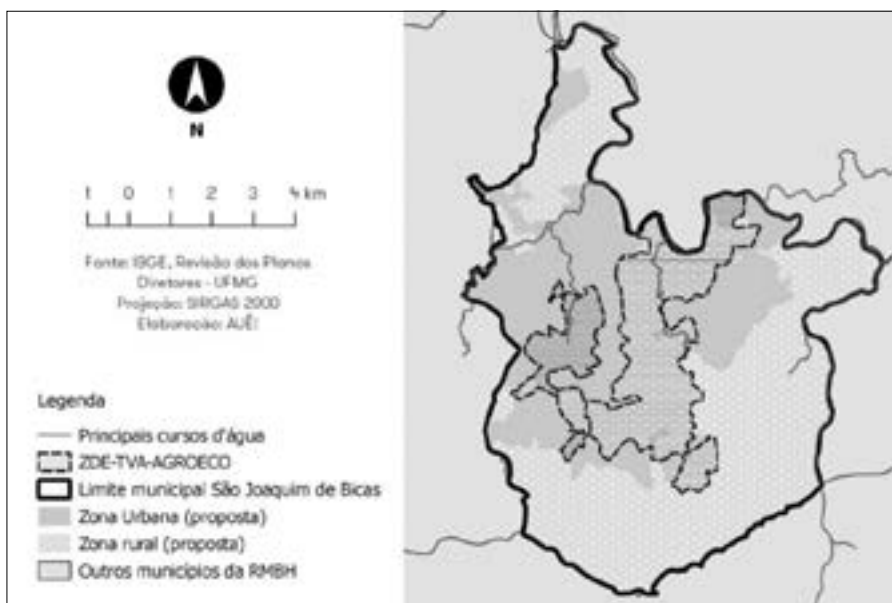 N
1 0 1 2 3 4 km
Fonte: IBGE, Revisão dos Planos
Diretores - UFMG
Projeção: SIRGAS 2000
Elaboração: AUÊ!
Legenda
Principais cursos d'água
ZDE-TVA-AGROECO
Limite municipal São Joaquim de Bicas
Zona Urbana (proposta)
Zona rural (proposta)
Outros municípios da RMBH